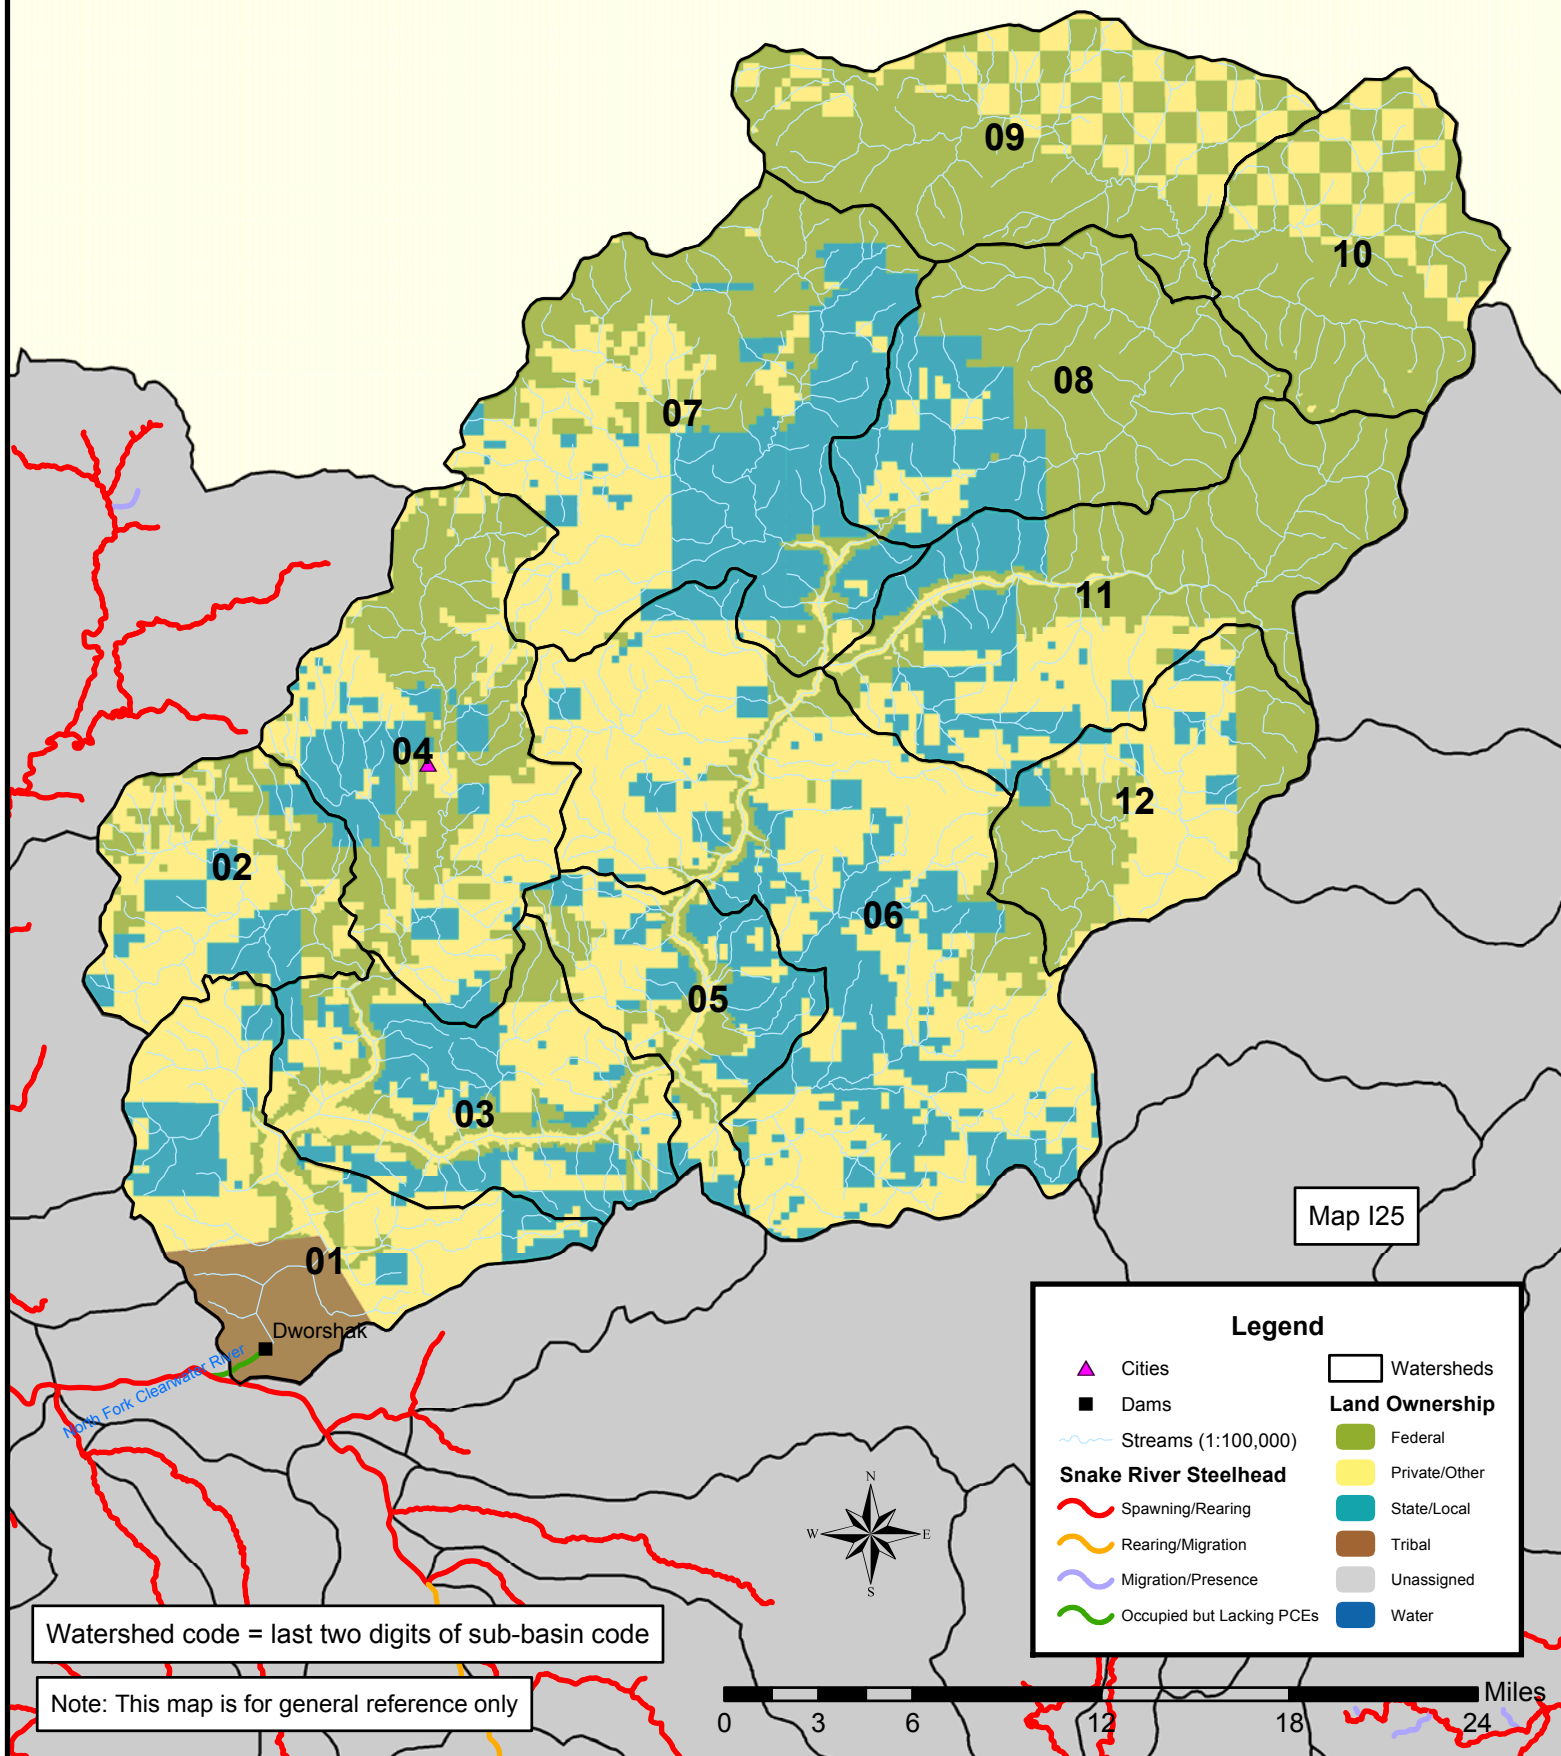 09
10
08
07
11
04
12
02
06
05
03
01
Dworshak
North Fork Clearwater River
Map I25
Legend
Cities
Dams
Streams (1:100,000)
Snake River Steelhead
Spawning/Rearing
Rearing/Migration
Migration/Presence
Occupied but Lacking PCEs
Watersheds
Land Ownership
Federal
Private/Other
State/Local
Tribal
Unassigned
Water
N
W E
S
Watershed code = last two digits of sub-basin code
Note: This map is for general reference only
Miles
0 3 6 12 18 24